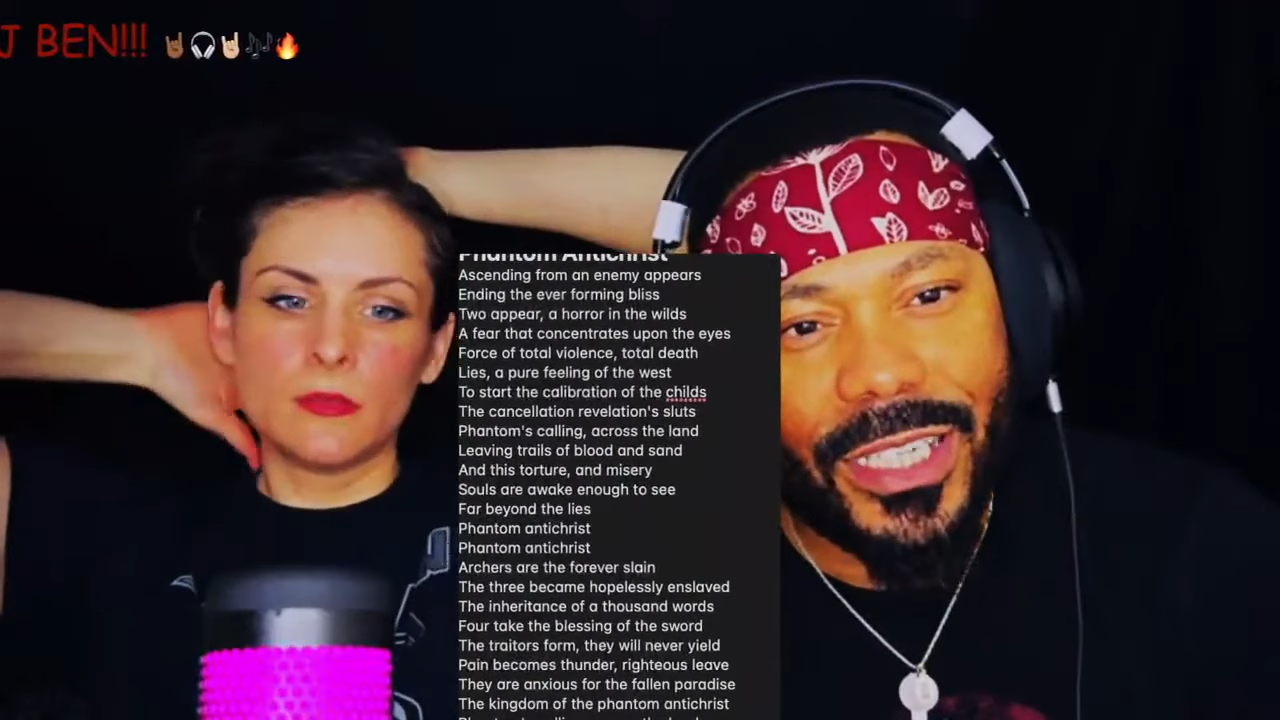 J BEN!!! 🤘🏽🎧🤘🏻🎶🔥
Phantom Antichrist
Ascending from an enemy appears
Ending the ever forming bliss
Two appear, a horror in the wilds
A fear that concentrates upon the eyes
Force of total violence, total death
Lies, a pure feeling of the west
To start the calibration of the childs
The cancellation revelation's sluts
Phantom's calling, across the land
Leaving trails of blood and sand
And this torture, and misery
Souls are awake enough to see
Far beyond the lies
Phantom antichrist
Phantom antichrist
Archers are the forever slain
The three became hopelessly enslaved
The inheritance of a thousand words
Four take the blessing of the sword
The traitors form, they will never yield
Pain becomes thunder, righteous leave
They are anxious for the fallen paradise
The kingdom of the phantom antichrist